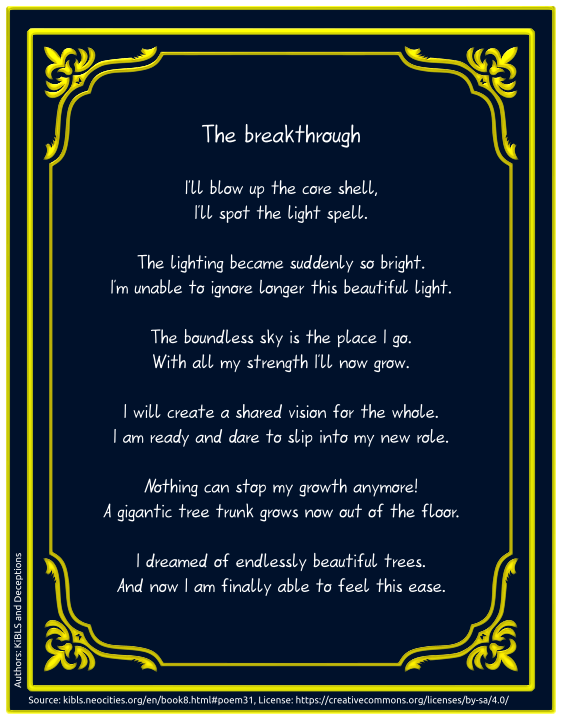 The breakthrough
I'll blow up the core shell,
I'll spot the light spell.
The lighting became suddenly so bright.
I'm unable to ignore longer this beautiful light.
The boundless sky is the place I go.
With all my strength I'll now grow.
I will create a shared vision for the whole.
I am ready and dare to slip into my new role.
Nothing can stop my growth anymore!
A gigantic tree trunk grows now out of the floor.
I dreamed of endlessly beautiful trees.
And now I am finally able to feel this ease.
Authors: KiBLS and Deceptions
Source: kibls.neocities.org/en/book8.html#poem31, License: https://creativecommons.org/licenses/by-sa/4.0/